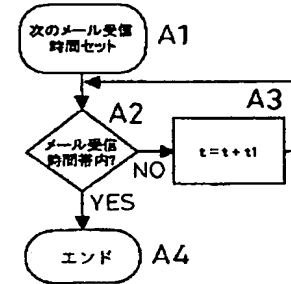 次のメール受信
時間セット
A1
A2
A3
メール受信
時間帯内?
NO
t=t+t1
YES
エンド
A4